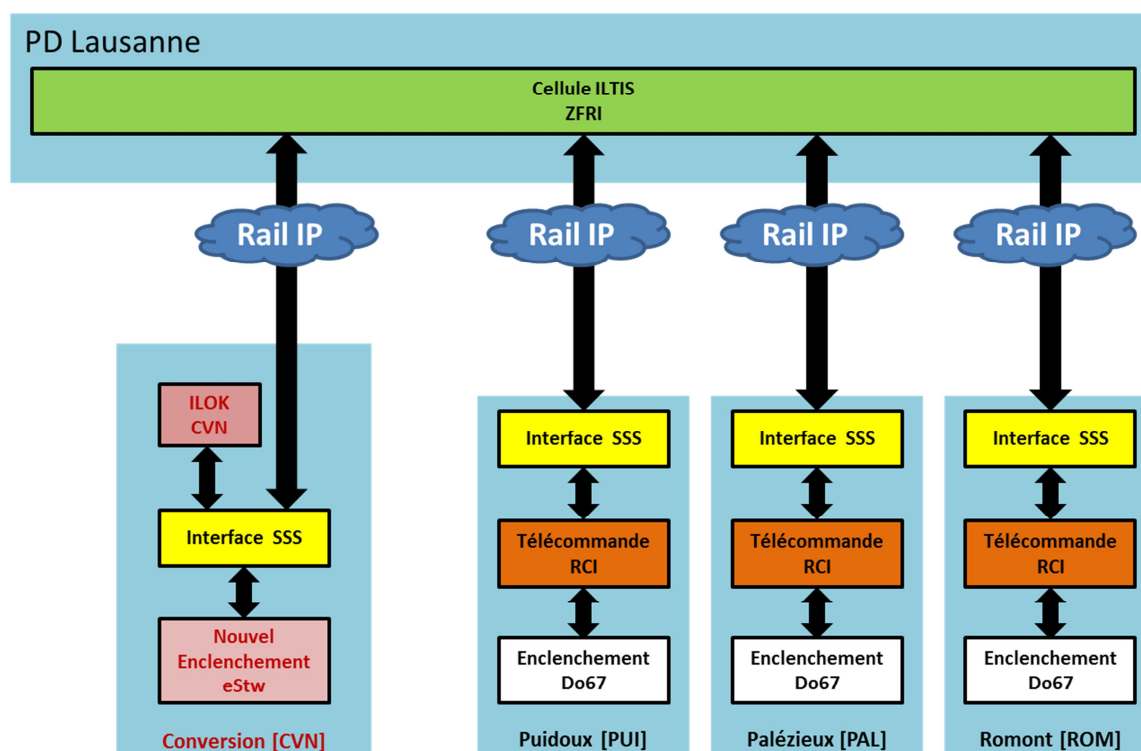 PD Lausanne
Cellule ILTIS
ZFRI
Rail IP
Rail IP
Rail IP
Rail IP
ILOK
CVN
Interface SSS
Nouvel
Enclenchement
eStw
Conversion [CVN]
Interface SSS
Télécommande
RCI
Enclenchement
Do67
Puidoux [PUI]
Interface SSS
Télécommande
RCI
Enclenchement
Do67
Palézieux [PAL]
Interface SSS
Télécommande
RCI
Enclenchement
Do67
Romont [ROM]